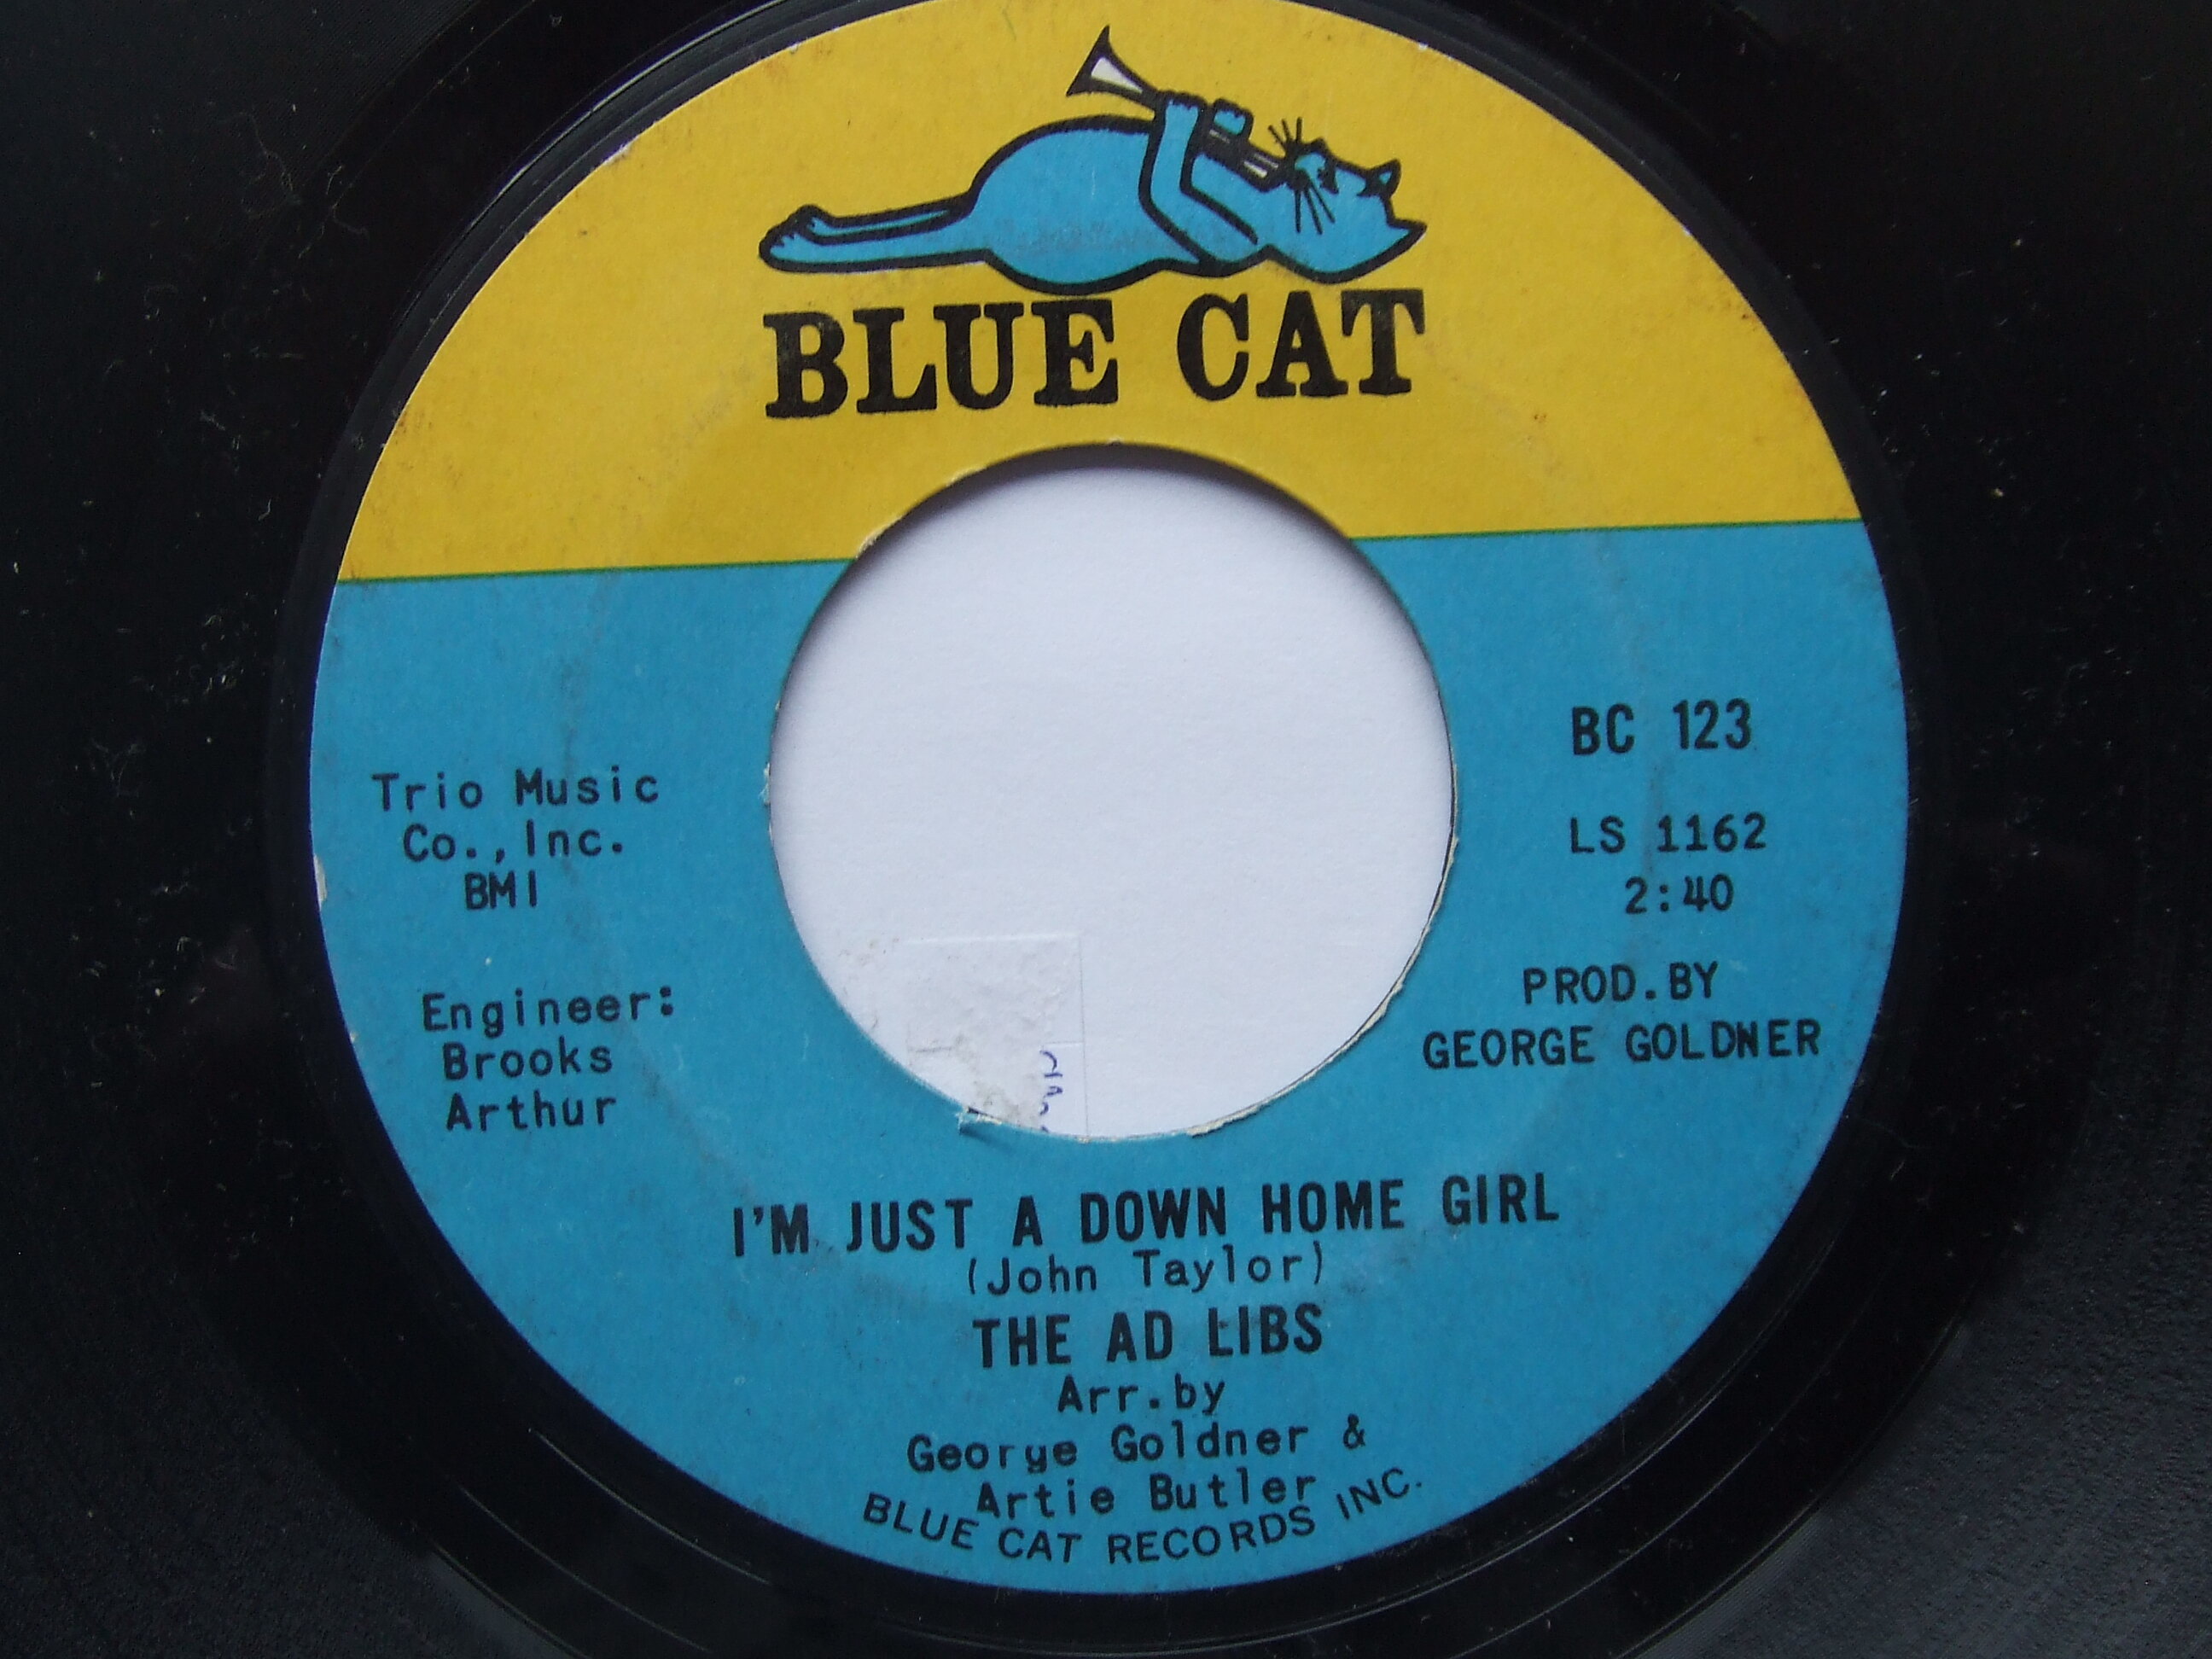 BLUE CAT
BC 123
Trio Music
Co., Inc.
BMI
LS 1162
2:40
Engineer:
Brooks
Arthur
PROD. BY
GEORGE GOLDNER
I'M JUST A DOWN HOME GIRL
(John Taylor)
THE AD LIBS
Arr. by
George Goldner &
Artie Butler
BLUE CAT RECORDS INC.